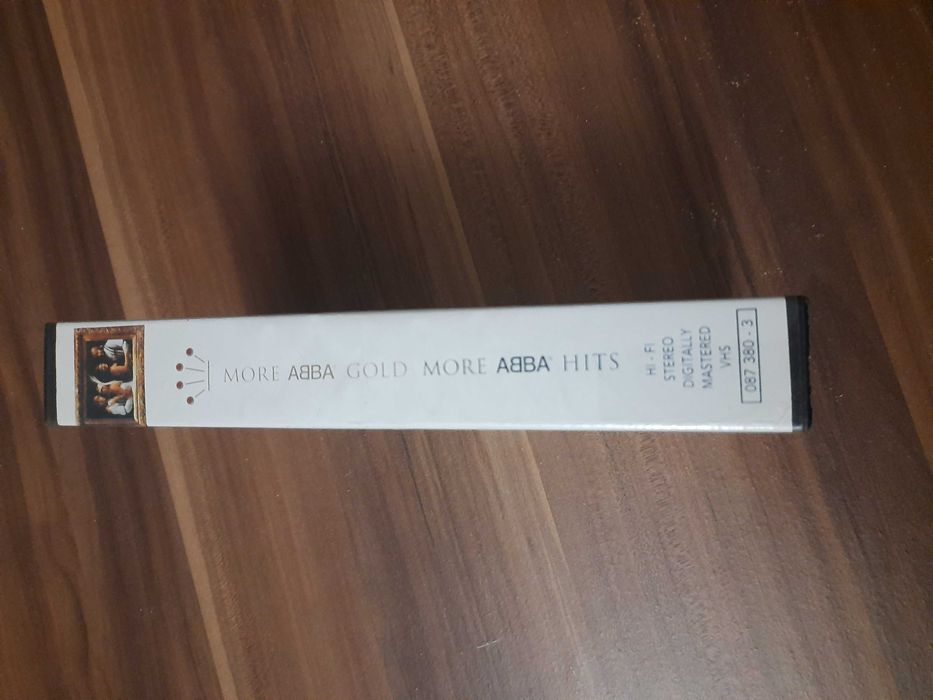 MORE ABBA GOLD MORE ABBA HITS
HI - FI
STEREO
DIGITALLY
MASTERED
VHS
087 380 - 3